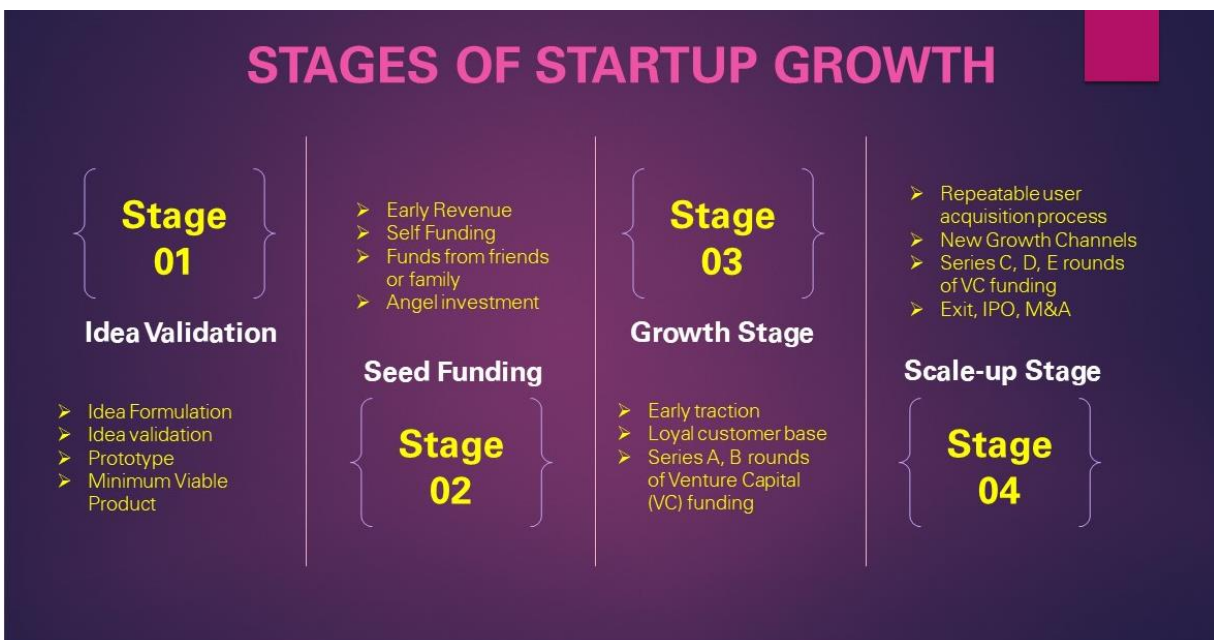 STAGES OF STARTUP GROWTH
Stage
01
Idea Validation
➢ Idea Formulation
➢ Idea validation
➢ Prototype
➢ Minimum Viable
Product
➢ Early Revenue
➢ Self Funding
➢ Funds from friends
or family
➢ Angel investment
Seed Funding
Stage
02
Stage
03
Growth Stage
➢ Early traction
➢ Loyal customer base
➢ Series A, B rounds
of Venture Capital
(VC) funding
➢ Repeatable user
acquisition process
➢ New Growth Channels
➢ Series C, D, E rounds
of VC funding
➢ Exit, IPO, M&A
Scale-up Stage
Stage
04